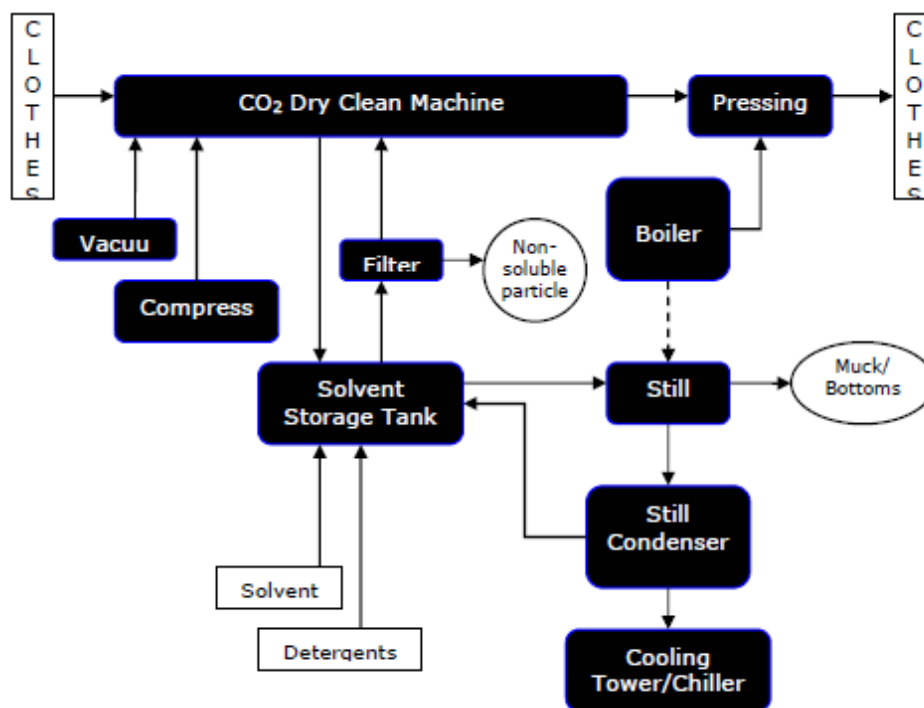 C
L
O
T
H
E
S
CO₂ Dry Clean Machine
Pressing
C
L
O
T
H
E
S
Vacuu
Compress
Filter
Non-
soluble
particle
Boiler
Solvent
Storage Tank
Still
Muck/
Bottoms
Still
Condenser
Solvent
Detergents
Cooling
Tower/Chiller